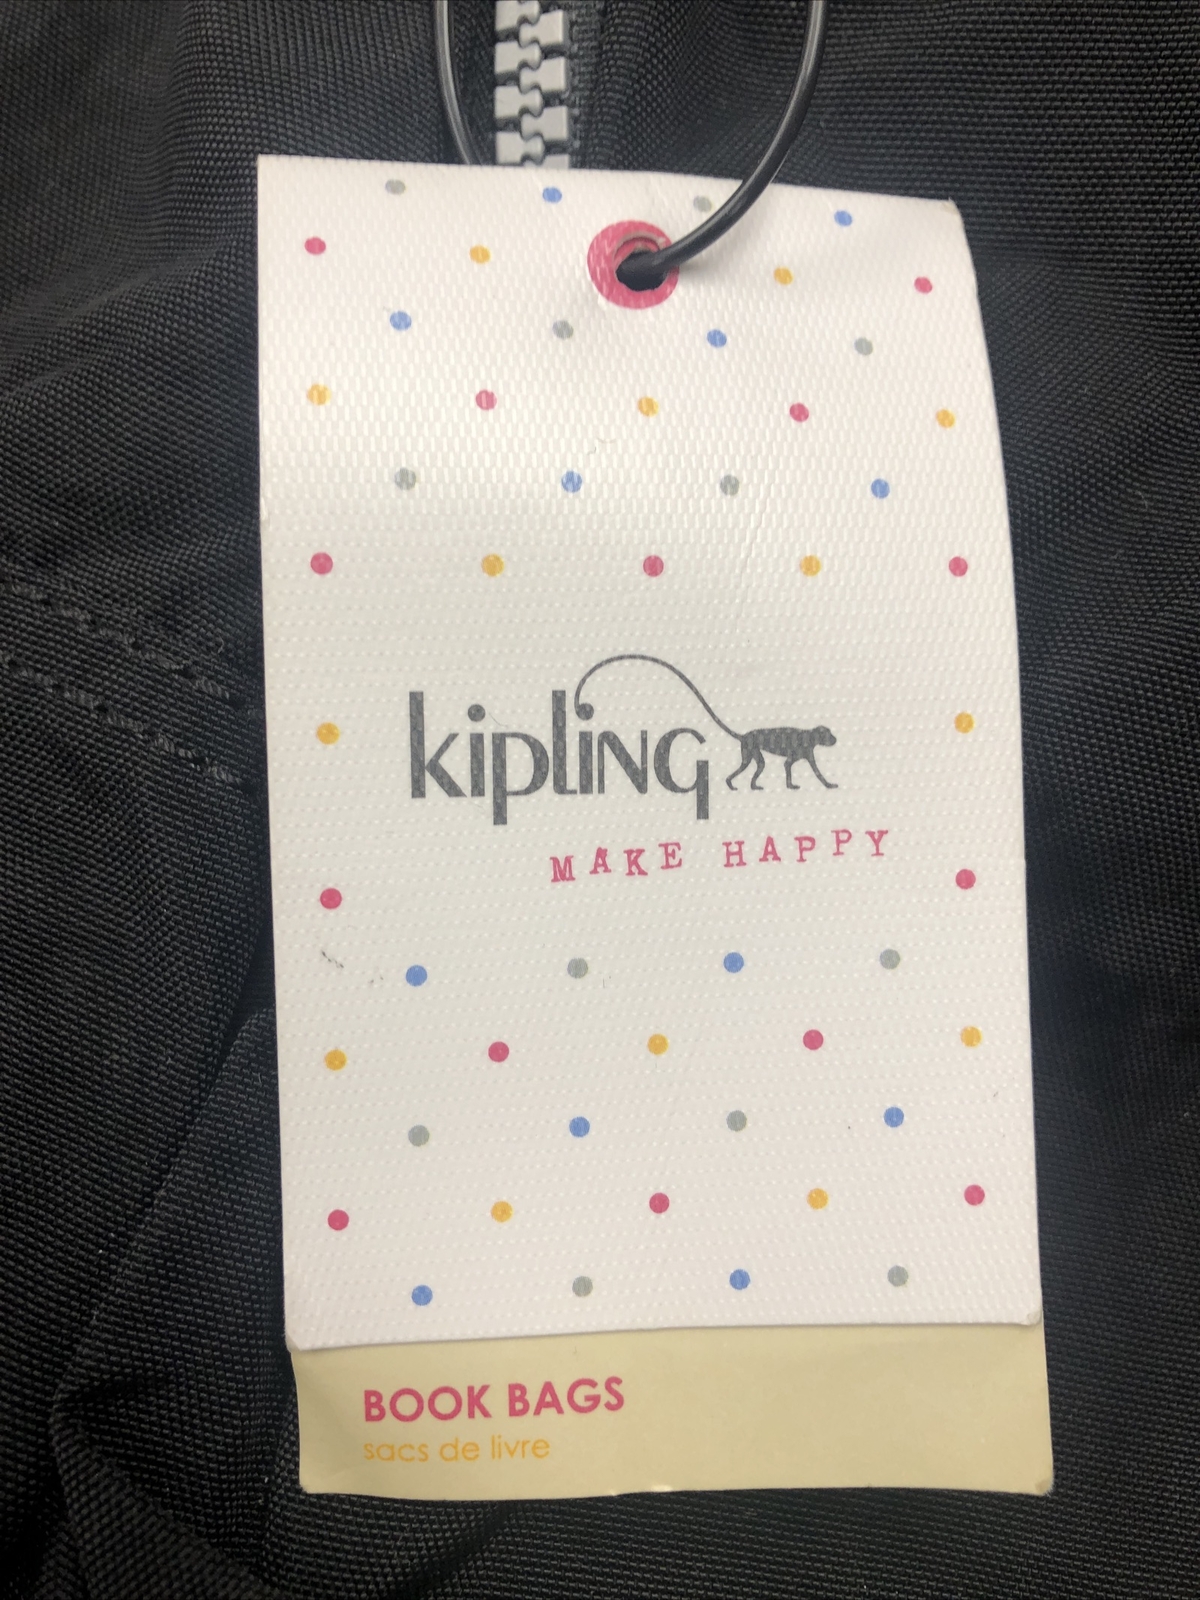 kipling
MAKE HAPPY
BOOK BAGS
sacs de livre